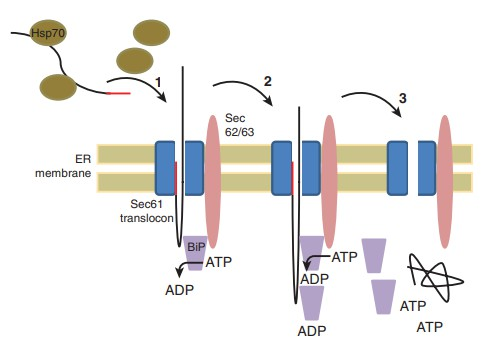 Hsp70
1
2
3
Sec
62/63
ER
membrane
Sec61
translocon
BiP
ATP
ADP
ATP
ADP
ADP
ATP
ATP